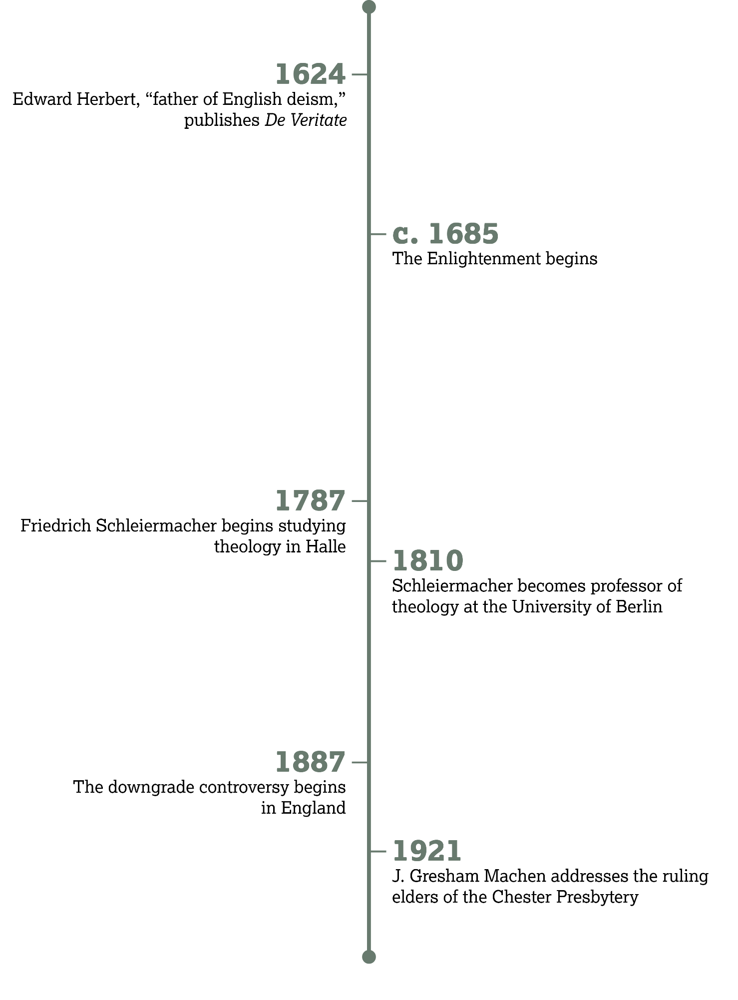 1624
Edward Herbert, “father of English deism,”
publishes De Veritate
c. 1685
The Enlightenment begins
1787
Friedrich Schleiermacher begins studying
theology in Halle
1810
Schleiermacher becomes professor of
theology at the University of Berlin
1887
The downgrade controversy begins
in England
1921
J. Gresham Machen addresses the ruling
elders of the Chester Presbytery